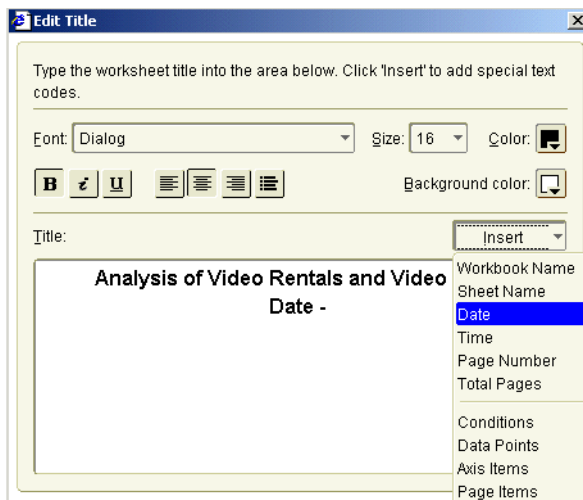 Edit Title
Type the worksheet title into the area below. Click 'Insert' to add special text
codes.
Font: Dialog Size: 16 Color:
B i U Background color:
Title: Insert
Analysis of Video Rentals and Video
Date -
Workbook Name
Sheet Name
Date
Time
Page Number
Total Pages
Conditions
Data Points
Axis Items
Page Items